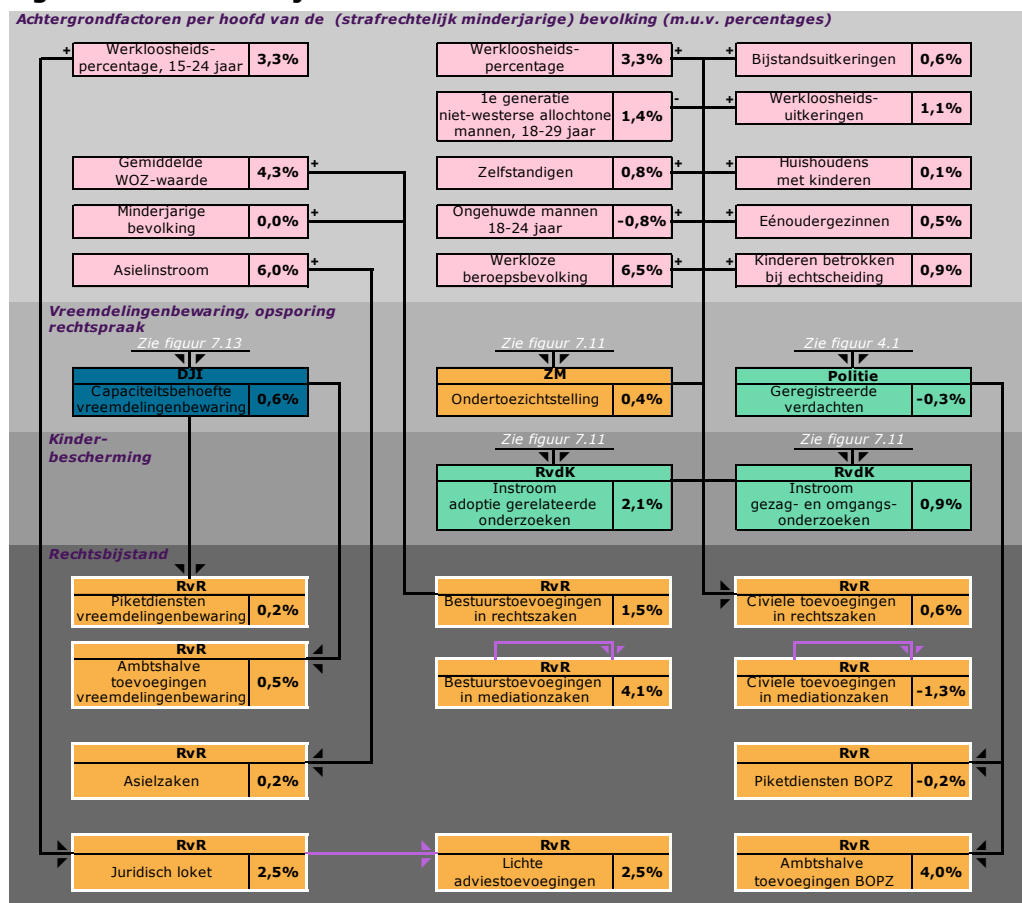 Achtergrondfactoren per hoofd van de (strafrechtelijk minderjarige) bevolking (m.u.v. percentages)
Werkloosheids-
percentage, 15-24 jaar
3,3%
+
Werkloosheids-
percentage
3,3%
+
+
Bijstandsuitkeringen
0,6%
1e generatie
niet-westerse allochtone
mannen, 18-29 jaar
1,4%
-
+
Werkloosheids-
uitkeringen
1,1%
Gemiddelde
WOZ-waarde
4,3%
+
Zelfstandigen
0,8%
+
+
Huishoudens
met kinderen
0,1%
Minderjarige
bevolking
0,0%
+
Ongehuwde mannen
18-24 jaar
-0,8%
+
+
Eénoudergezinnen
0,5%
Asielinstroom
6,0%
+
Werkloze
beroepsbevolking
6,5%
+
+
Kinderen betrokken
bij echtscheiding
0,9%
Vreemdelingenbewaring, opsporing
rechtspraak
Zie figuur 7.13
Zie figuur 7.11
Zie figuur 4.1
DJI
Capaciteitsbehoefte
vreemdelingenbewaring
0,6%
ZM
Ondertoezichtstelling
0,4%
Politie
Geregistreerde
verdachten
-0,3%
Kinder-
bescherming
Zie figuur 7.11
Zie figuur 7.11
RvdK
Instroom
adoptie gerelateerde
onderzoeken
2,1%
RvdK
Instroom
gezag- en omgangs-
onderzoeken
0,9%
Rechtsbijstand
RvR
Piketdiensten
vreemdelingenbewaring
0,2%
RvR
Bestuurstoevoegingen
in rechtszaken
1,5%
RvR
Civiele toevoegingen
in rechtszaken
0,6%
RvR
Ambtshalve
toevoegingen
vreemdelingenbewaring
0,5%
RvR
Bestuurstoevoegingen
in mediationzaken
4,1%
RvR
Civiele toevoegingen
in mediationzaken
-1,3%
RvR
Asielzaken
0,2%
RvR
Piketdiensten BOPZ
-0,2%
RvR
Juridisch loket
2,5%
RvR
Lichte
adviestoevoegingen
2,5%
RvR
Ambtshalve
toevoegingen BOPZ
4,0%